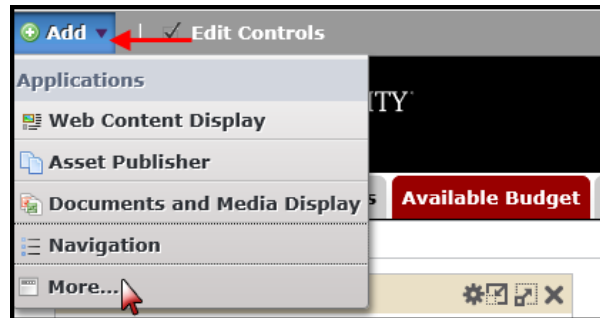 Add Edit Controls
Applications
ITY
Web Content Display
Asset Publisher
Documents and Media Display s Available Budget
Navigation
More...